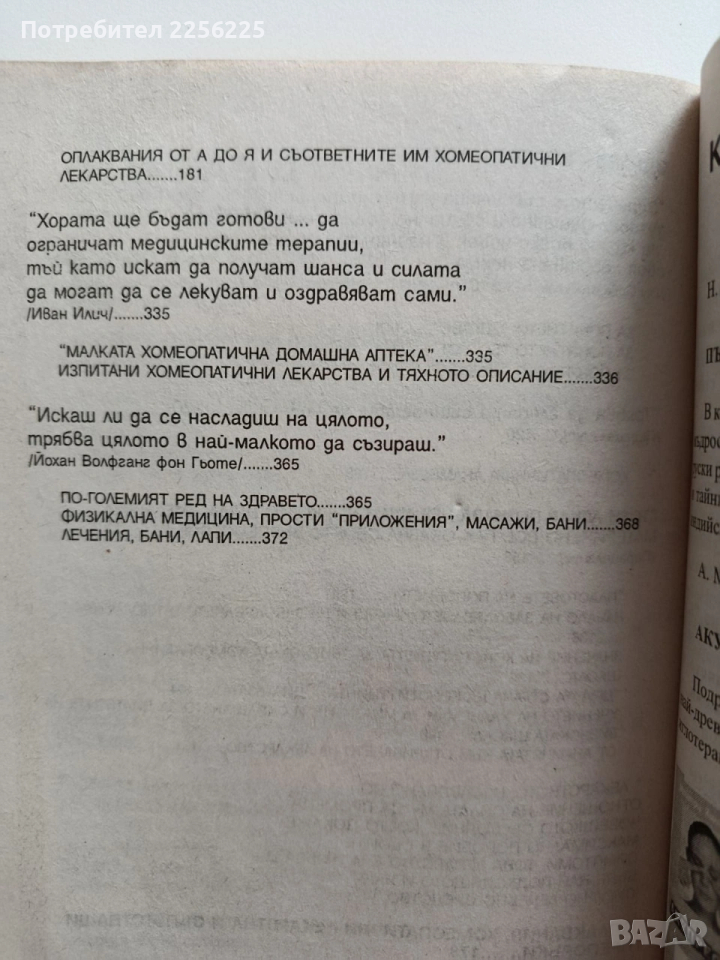 Потребител 2256225
ОПЛАКВАНИЯ ОТ А ДО Я И СЪОТВЕТНИТЕ ИМ ХОМЕОПАТИЧНИ
ЛЕКАРСТВА.......181
“Хората ще бъдат готови ... да
ограничат медицинските терапии,
тъй като искат да получат шанса и силата
да могат да се лекуват и оздравяват сами.”
/Иван Илич/.......335
“МАЛКАТА ХОМЕОПАТИЧНА ДОМАШНА АПТЕКА”.......335
ИЗПИТАНИ ХОМЕОПАТИЧНИ ЛЕКАРСТВА И ТЯХНОТО ОПИСАНИЕ.......336
“Искаш ли да се насладиш на цялото,
трябва цялото в най-малкото да съзираш.”
/Йохан Волфганг фон Гьоте/.......365
ПО-ГОЛЕМИЯТ РЕД НА ЗДРАВЕТО.......365
ФИЗИКАЛНА МЕДИЦИНА, ПРОСТИ “ПРИЛОЖЕНИЯ”, МАСАЖИ, БАНИ.......368
ЛЕЧЕНИЯ, БАНИ, ЛАПИ.......372
К
Н.
ПЪ
В к
А. М
АКУ
Подр
bazar